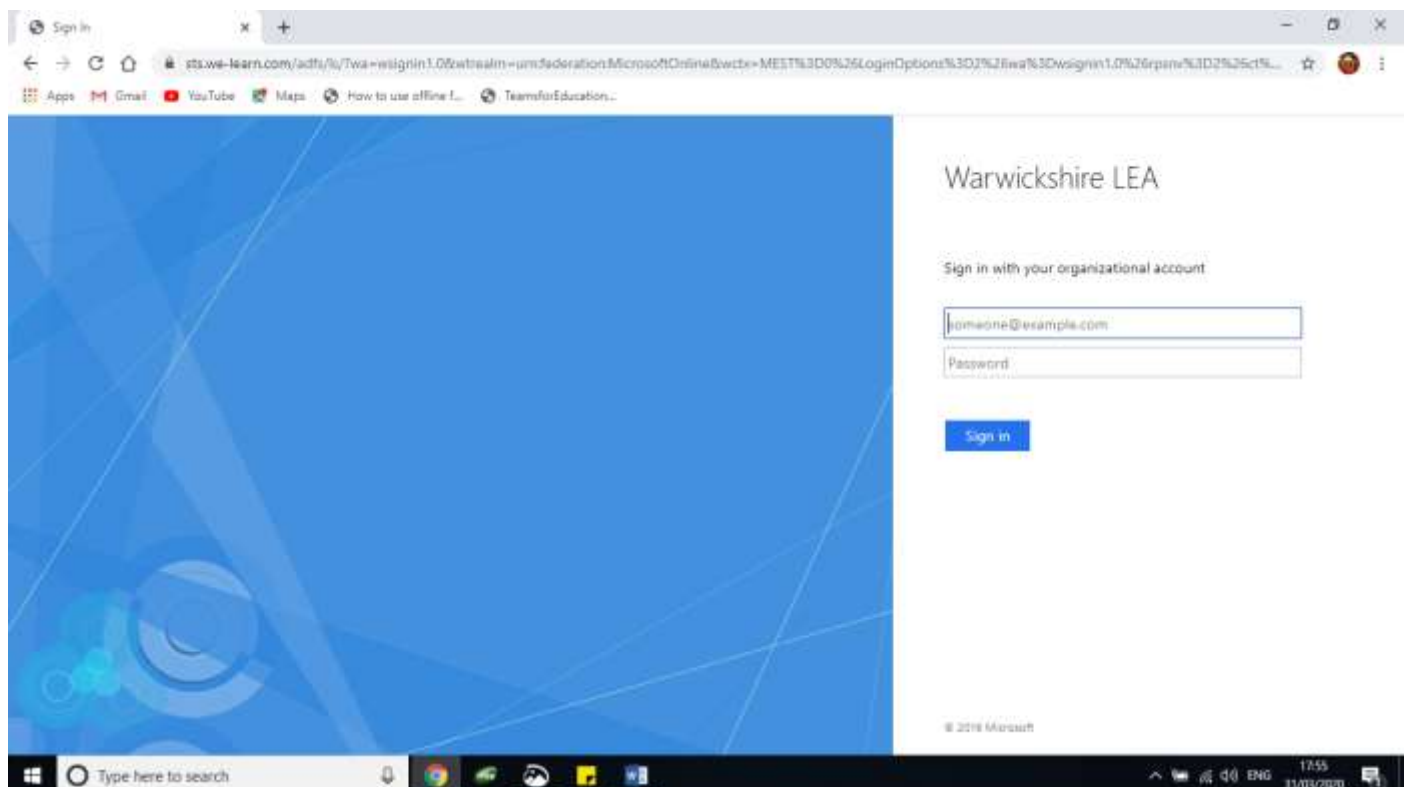 Sign In
sts.we-learn.com/adfs/ls/?wa=wsignin1.0&wtrealm=urn:federation:MicrosoftOnline&wctx=MEST%3D0%26LoginOptions%3D2%26wa%3Dwsignin1.0%26rpsnv%3D2%26ct%...
Apps Gmail YouTube Maps How to use offline f... TeamsforEducation...
Warwickshire LEA
Sign in with your organizational account
someone@example.com
Password
Sign in
© 2016 Microsoft
Type here to search
ENG
17:55
31/03/2020